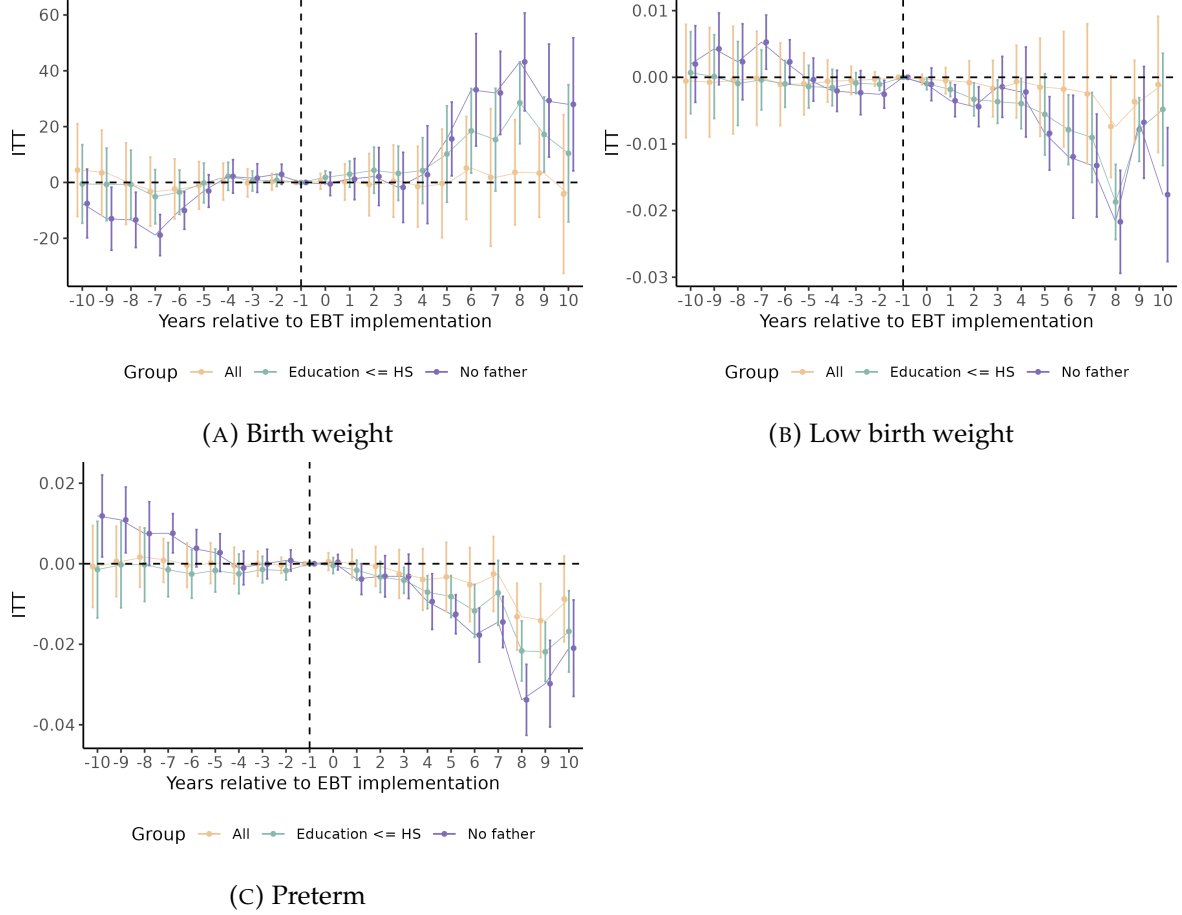 60
40
20
0
-20
ITT
-10 -9 -8 -7 -6 -5 -4 -3 -2 -1 0 1 2 3 4 5 6 7 8 9 10
Years relative to EBT implementation
Group All Education <= HS No father
(A) Birth weight
0.01
0.00
-0.01
-0.02
-0.03
ITT
-10 -9 -8 -7 -6 -5 -4 -3 -2 -1 0 1 2 3 4 5 6 7 8 9 10
Years relative to EBT implementation
Group All Education <= HS No father
(B) Low birth weight
0.02
0.00
-0.02
-0.04
ITT
-10 -9 -8 -7 -6 -5 -4 -3 -2 -1 0 1 2 3 4 5 6 7 8 9 10
Years relative to EBT implementation
Group All Education <= HS No father
(C) Preterm